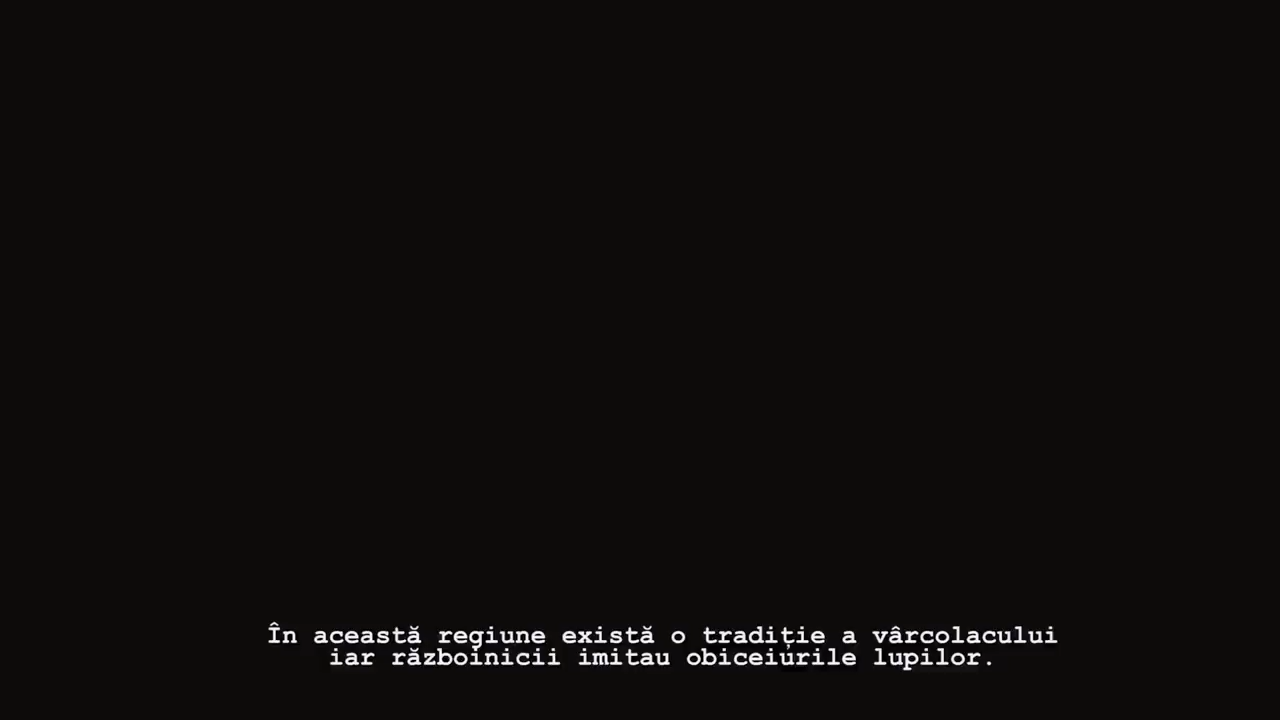 În această regiune există o tradiție a vârcolacului
iar războinicii imitau obiceiurile lupilor.